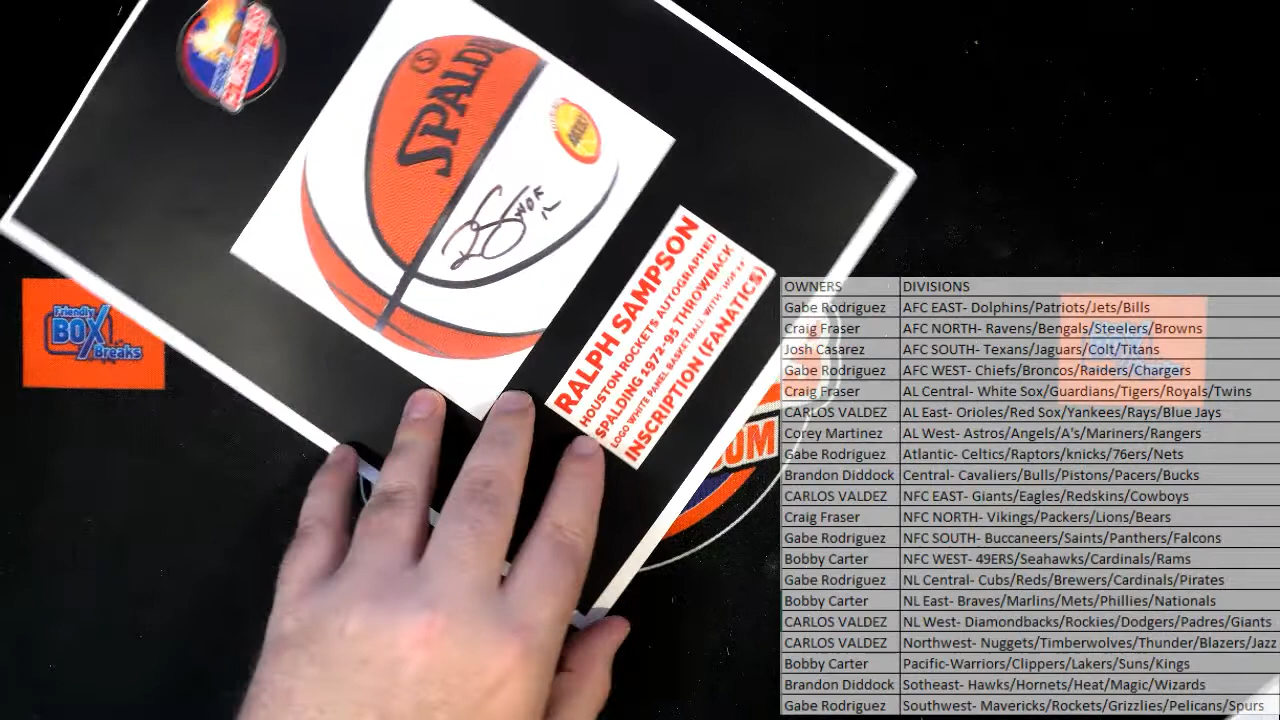 SPALDING
HOF
12
RALPH SAMPSON
HOUSTON ROCKETS AUTOGRAPHED
SPALDING 1972-95 THROWBACK
LOGO WHITE PANEL BASKETBALL WITH
INSCRIPTION (FANATICS)
Friendly
BOX
Breaks
OWNERS DIVISIONS
Gabe Rodriguez AFC EAST- Dolphins/Patriots/Jets/Bills
Craig Fraser AFC NORTH- Ravens/Bengals/Steelers/Browns
Josh Casarez AFC SOUTH- Texans/Jaguars/Colt/Titans
Gabe Rodriguez AFC WEST- Chiefs/Broncos/Raiders/Chargers
Craig Fraser AL Central- White Sox/Guardians/Tigers/Royals/Twins
CARLOS VALDEZ AL East- Orioles/Red Sox/Yankees/Rays/Blue Jays
Corey Martinez AL West- Astros/Angels/A's/Mariners/Rangers
Gabe Rodriguez Atlantic- Celtics/Raptors/knicks/76ers/Nets
Brandon Diddock Central- Cavaliers/Bulls/Pistons/Pacers/Bucks
CARLOS VALDEZ NFC EAST- Giants/Eagles/Redskins/Cowboys
Craig Fraser NFC NORTH- Vikings/Packers/Lions/Bears
Gabe Rodriguez NFC SOUTH- Buccaneers/Saints/Panthers/Falcons
Bobby Carter NFC WEST- 49ERS/Seahawks/Cardinals/Rams
Gabe Rodriguez NL Central- Cubs/Reds/Brewers/Cardinals/Pirates
Bobby Carter NL East- Braves/Marlins/Mets/Phillies/Nationals
CARLOS VALDEZ NL West- Diamondbacks/Rockies/Dodgers/Padres/Giants
CARLOS VALDEZ Northwest- Nuggets/Timberwolves/Thunder/Blazers/Jazz
Bobby Carter Pacific-Warriors/Clippers/Lakers/Suns/Kings
Brandon Diddock Sotheast- Hawks/Hornets/Heat/Magic/Wizards
Gabe Rodriguez Southwest- Mavericks/Rockets/Grizzlies/Pelicans/Spurs